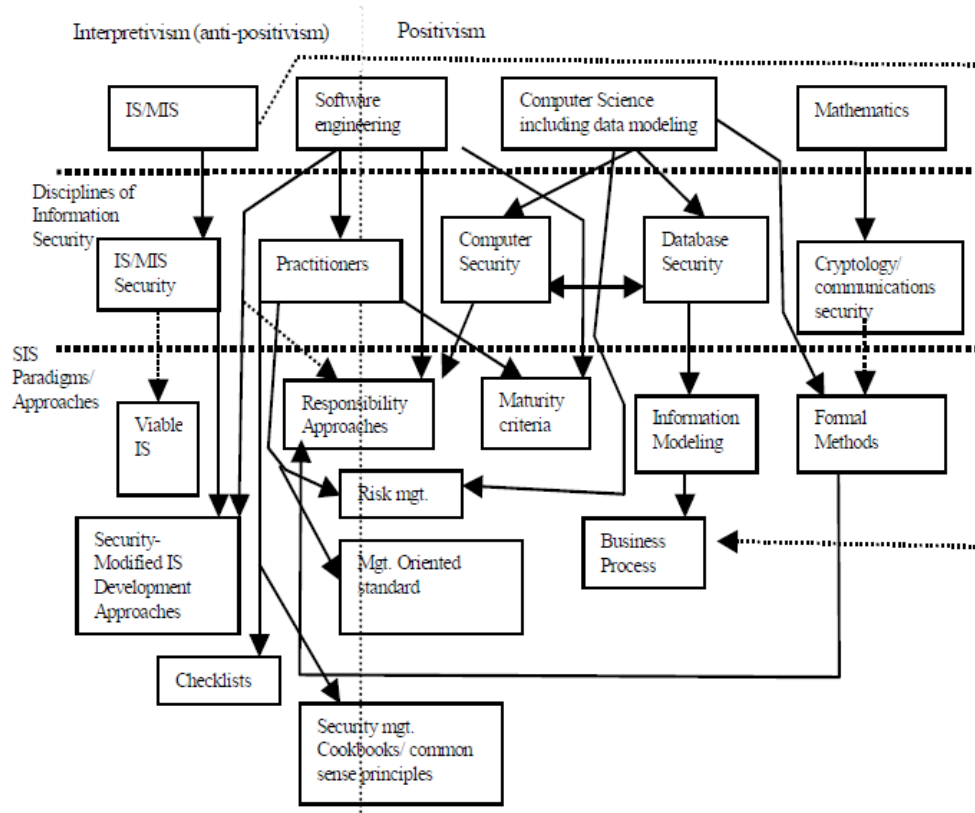 Interpretivism (anti-positivism)
Positivism
IS/MIS
Software
engineering
Computer Science
including data modeling
Mathematics
Disciplines of
Information
Security
IS/MIS
Security
Practitioners
Computer
Security
Database
Security
Cryptology/
communications
security
SIS
Paradigms/
Approaches
Viable
IS
Responsibility
Approaches
Maturity
criteria
Information
Modeling
Formal
Methods
Risk mgt.
Security-
Modified IS
Development
Approaches
Mgt. Oriented
standard
Business
Process
Checklists
Security mgt.
Cookbooks/ common
sense principles